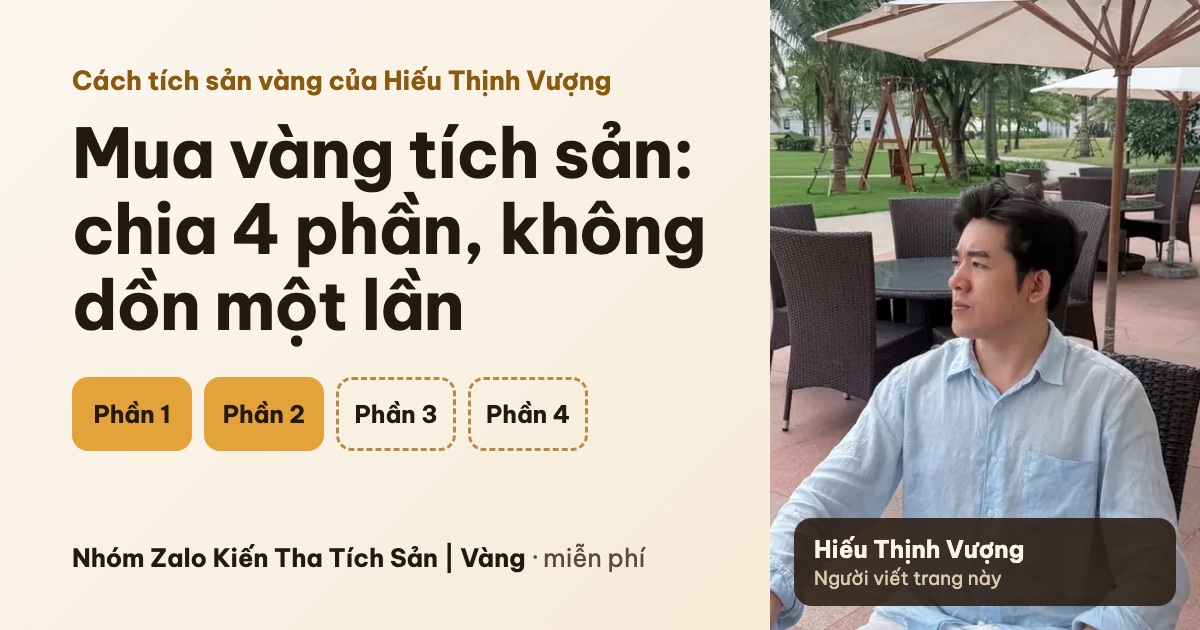 Cách tích sản vàng của Hiếu Thịnh Vượng
Mua vàng tích sản:
chia 4 phần, không
dồn một lần
Phần 1
Phần 2
Phần 3
Phần 4
Nhóm Zalo Kiến Tha Tích Sản | Vàng · miễn phí
Hiếu Thịnh Vượng
Người viết trang này